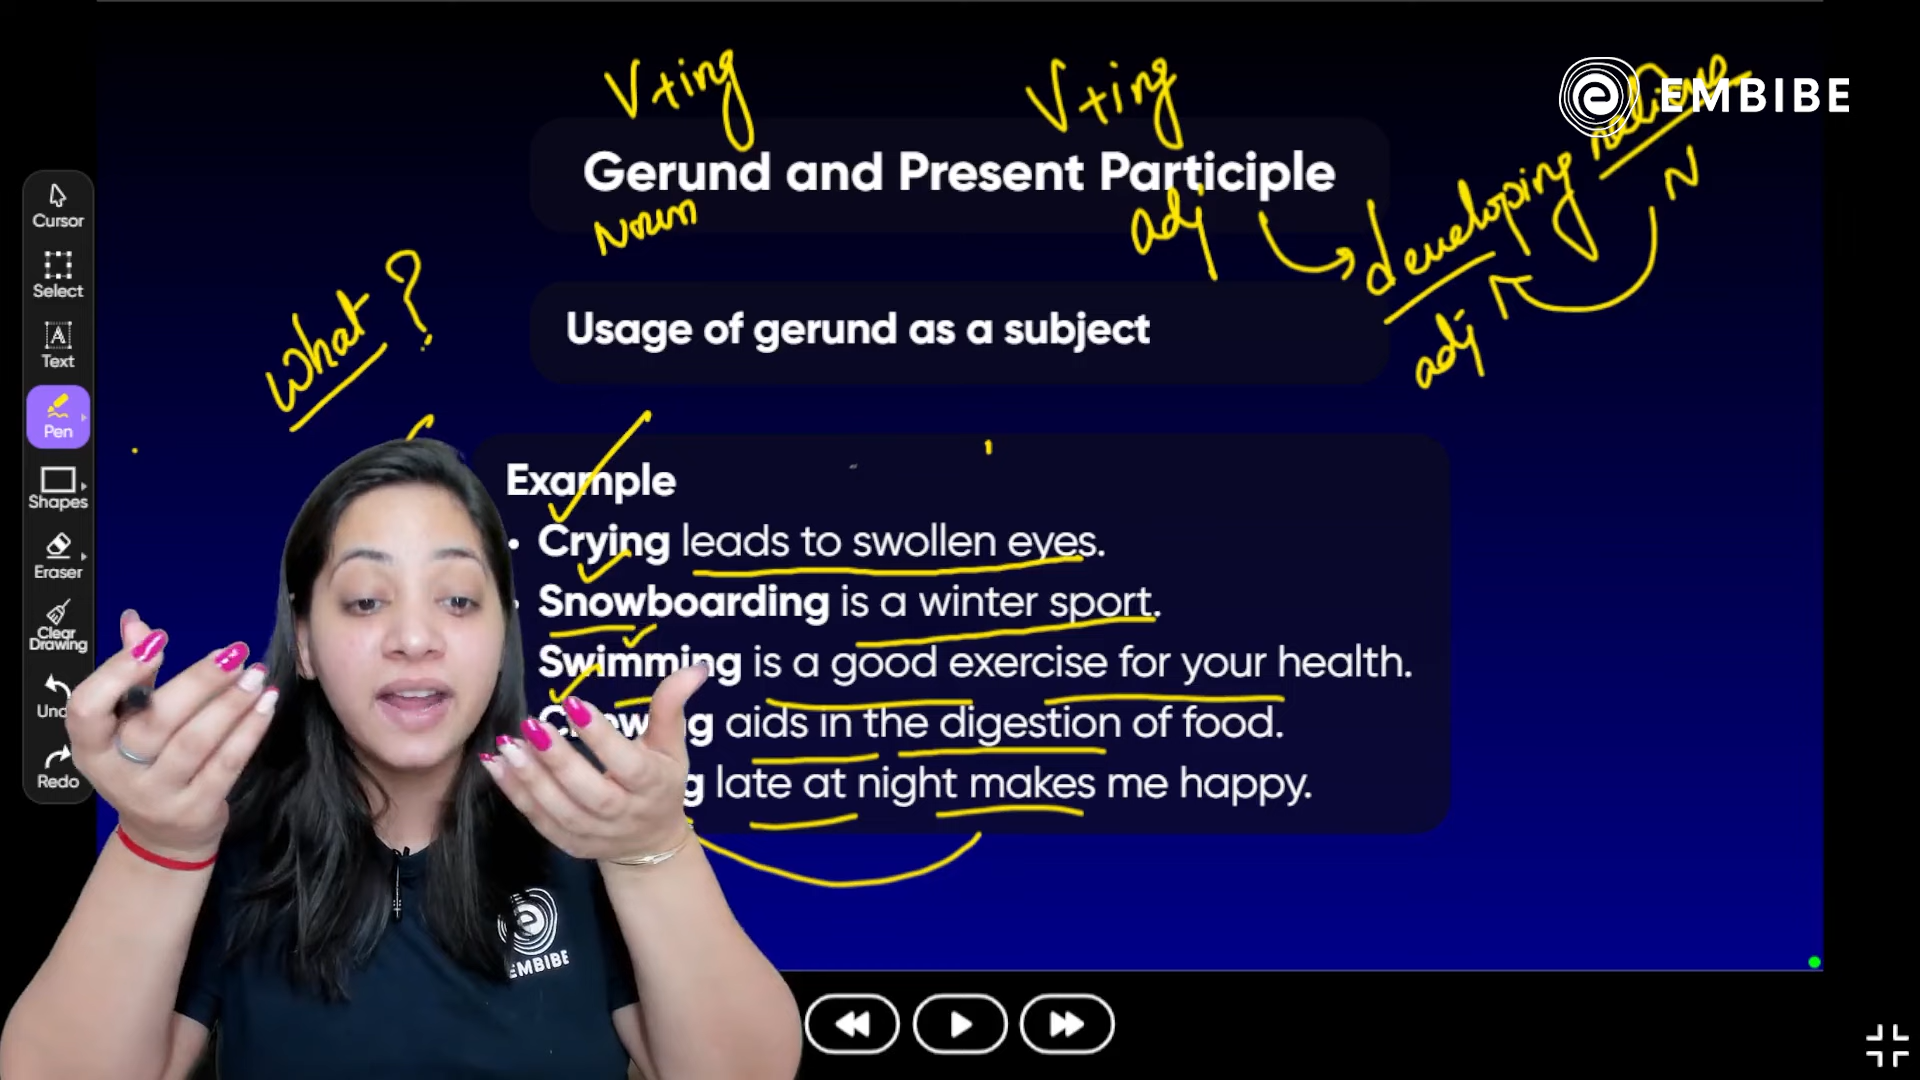 V+ing
V+ing
EMBIBE
Gerund and Present Participle
Noun
adj
developing
N
adj
What?
Usage of gerund as a subject
Cursor
Select
Text
Pen
Shapes
Eraser
Clear
Drawing
Redo
Example
• Crying leads to swollen eyes.
Snowboarding is a winter sport.
Swimming is a good exercise for your health.
aids in the digestion of food.
late at night makes me happy.
EMBIBE